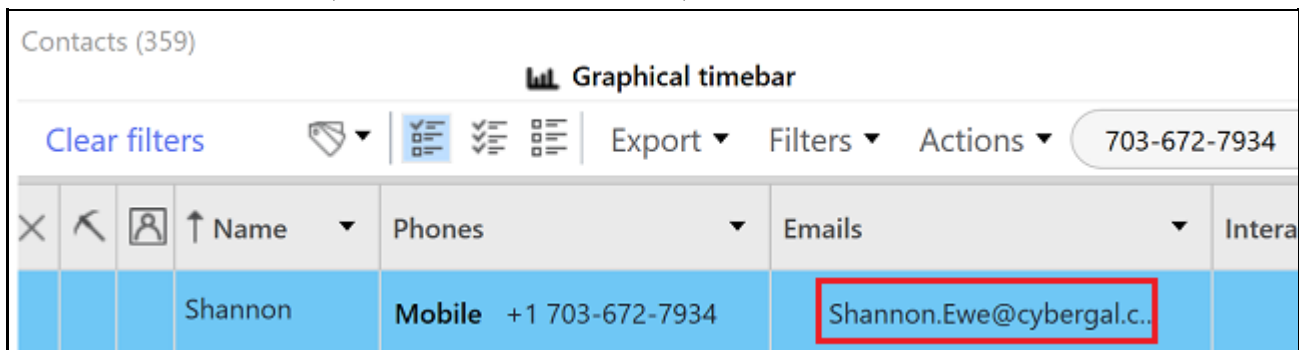 Contacts (359)
Graphical timebar
Clear filters Export Filters Actions 703-672-7934
Name Phones Emails Intera
Shannon Mobile +1 703-672-7934 Shannon.Ewe@cybergal.c..